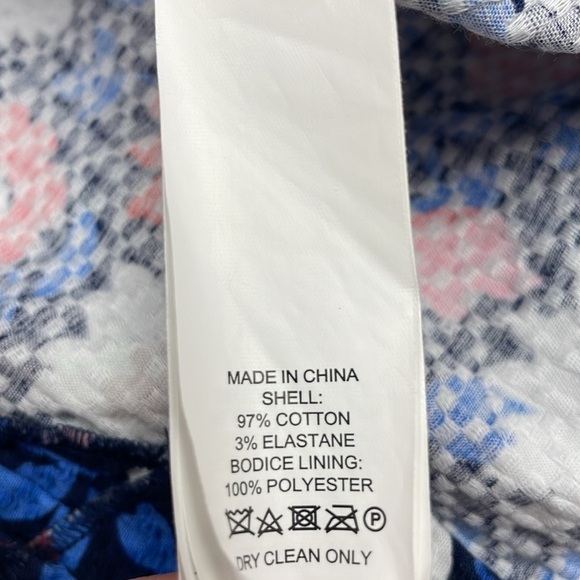 MADE IN CHINA
SHELL:
97% COTTON
3% ELASTANE
BODICE LINING:
100% POLYESTER
P
DRY CLEAN ONLY